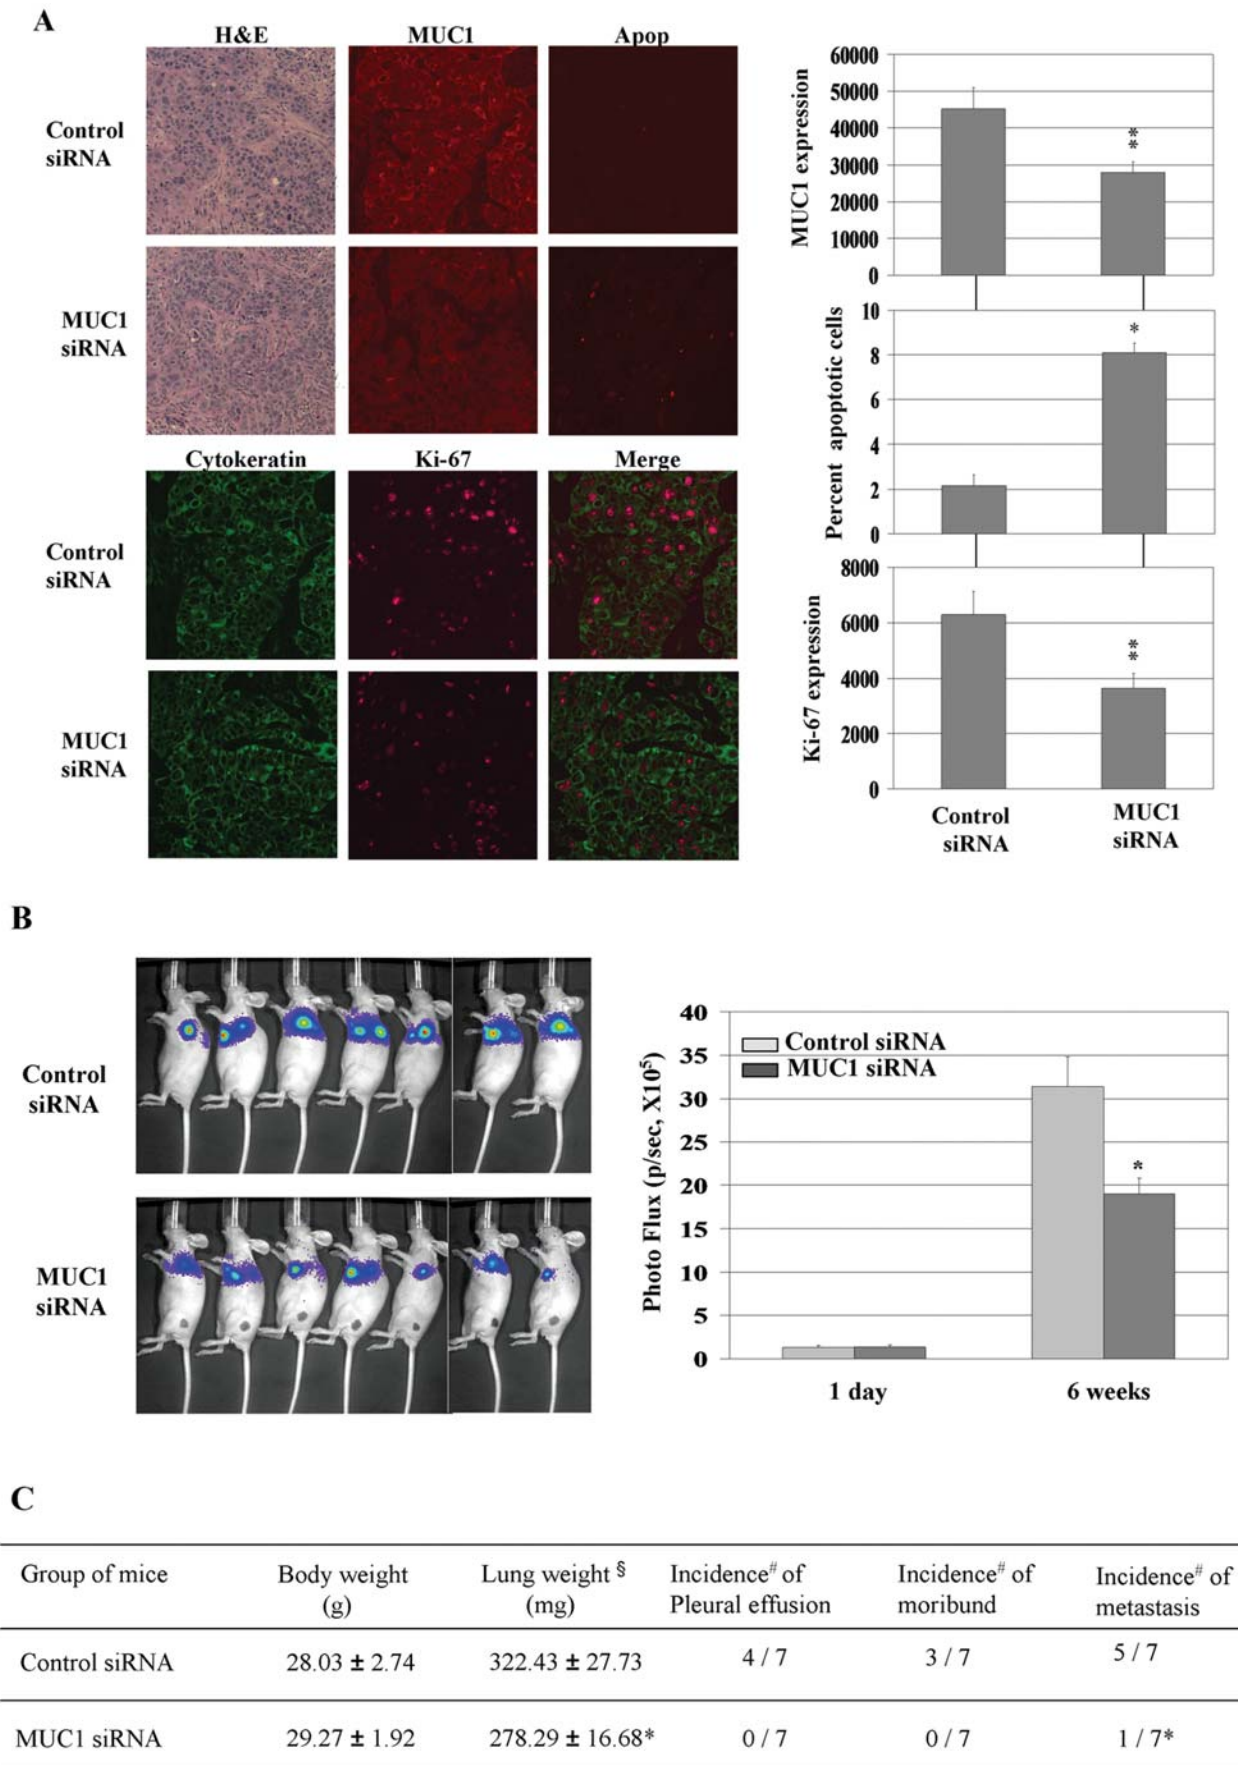 A
H&E MUC1 Apop
Control
siRNA
MUC1
siRNA
Cytokeratin Ki-67 Merge
Control
siRNA
MUC1
siRNA
MUC1 expression
60000
50000
40000
30000
20000
10000
0
**
Percent apoptotic cells
10
8
6
4
2
0
*
Ki-67 expression
8000
6000
4000
2000
0
**
Control
siRNA
MUC1
siRNA
B
Control
siRNA
MUC1
siRNA
Photo Flux (p/sec, X10⁵)
40
35
30
25
20
15
10
5
0
Control siRNA
MUC1 siRNA
*
1 day 6 weeks
C
Group of mice Body weight Lung weight § Incidence# of Incidence# of Incidence# of
(g) (mg) Pleural effusion moribund metastasis
Control siRNA 28.03 ± 2.74 322.43 ± 27.73 4 / 7 3 / 7 5 / 7
MUC1 siRNA 29.27 ± 1.92 278.29 ± 16.68* 0 / 7 0 / 7 1 / 7*